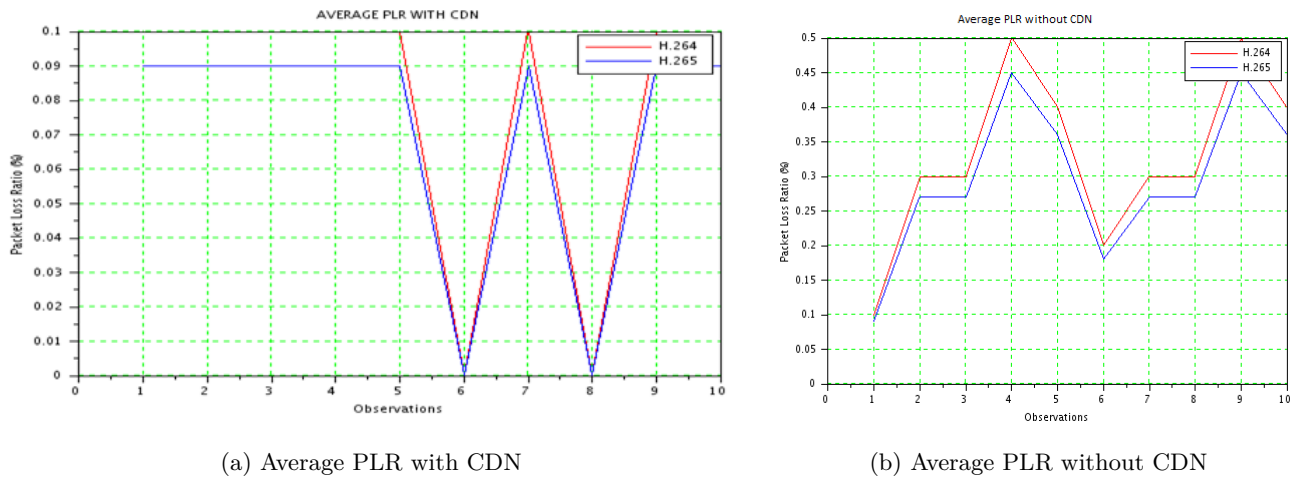 AVERAGE PLR WITH CDN
Packet Loss Ratio (%)
0.1
0.09
0.08
0.07
0.06
0.05
0.04
0.03
0.02
0.01
0
H.264
H.265
0 1 2 3 4 5 6 7 8 9 10
Observations
(a) Average PLR with CDN
Average PLR without CDN
Packet Loss Ratio (%)
0.5
0.45
0.4
0.35
0.3
0.25
0.2
0.15
0.1
0.05
0
H.264
H.265
0 1 2 3 4 5 6 7 8 9 10
Observations
(b) Average PLR without CDN